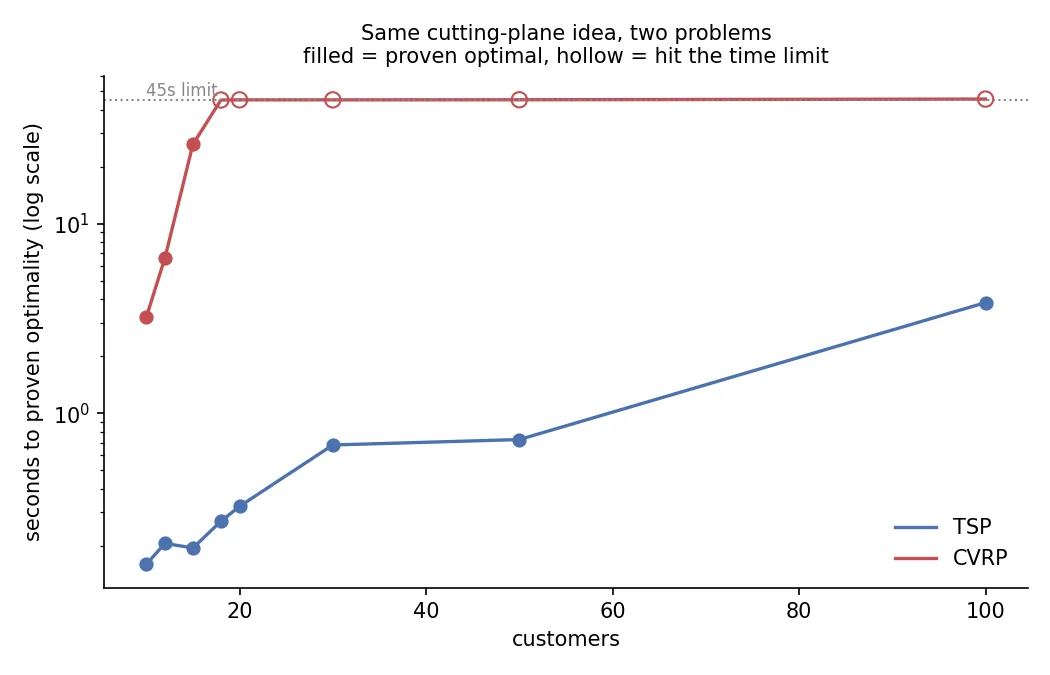 Same cutting-plane idea, two problems
filled = proven optimal, hollow = hit the time limit
45s limit
seconds to proven optimality (log scale)
10¹
10⁰
TSP
CVRP
20 40 60 80 100
customers